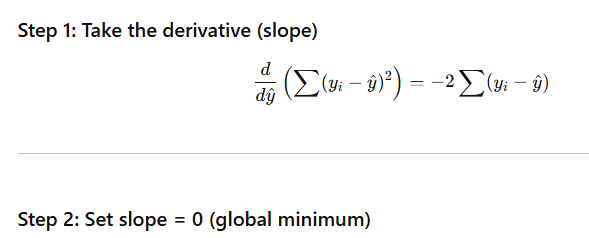 Step 1: Take the derivative (slope)
d/dŷ (∑(yᵢ − ŷ)²) = −2∑(yᵢ − ŷ)
Step 2: Set slope = 0 (global minimum)